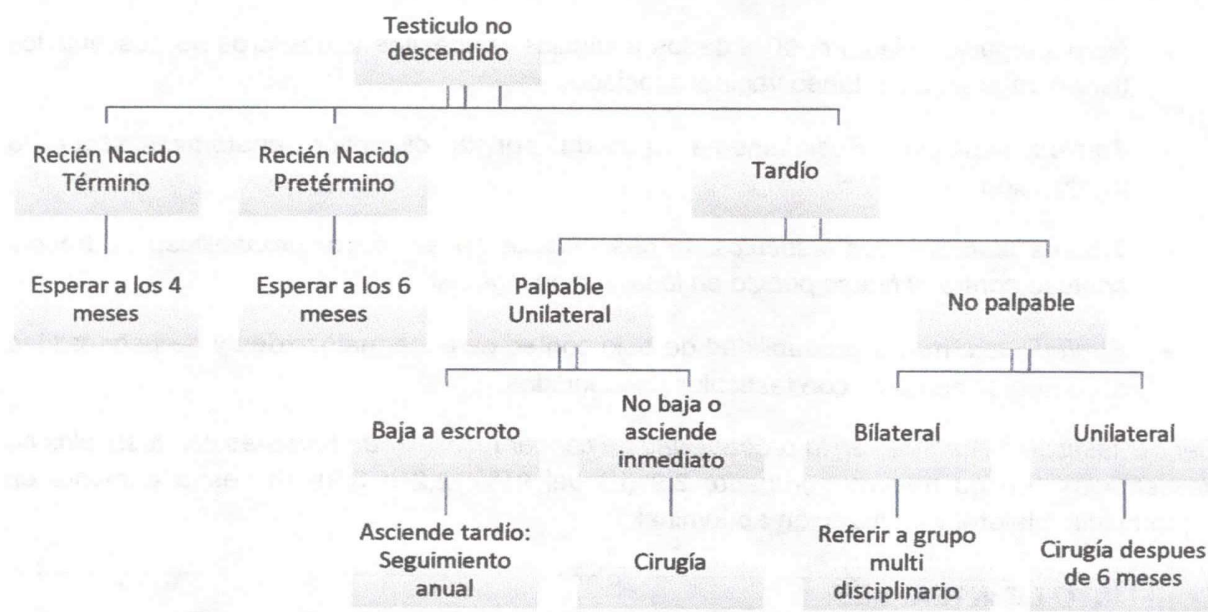 Testiculo no
descendido
Recién Nacido
Término
Recién Nacido
Pretérmino
Tardío
Esperar a los 4
meses
Esperar a los 6
meses
Palpable
Unilateral
No palpable
Baja a escroto
No baja o
asciende
inmediato
Bilateral
Unilateral
Asciende tardío:
Seguimiento
anual
Cirugía
Referir a grupo
multi
disciplinario
Cirugía despues
de 6 meses